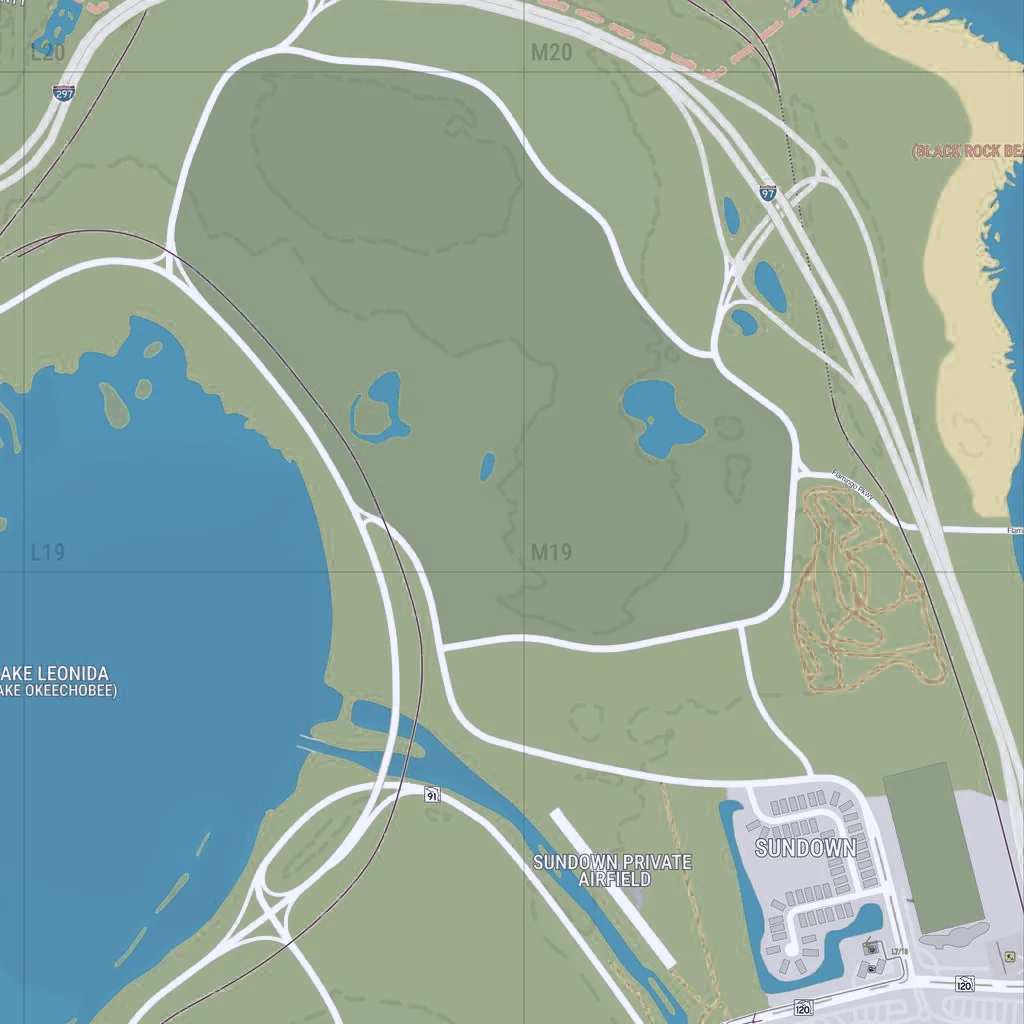 L20
M20
297
(BLACK ROCK BEA
97
Flamingo Pkwy
Flami
L19
M19
AKE LEONIDA
AKE OKEECHOBEE)
91
SUNDOWN PRIVATE
AIRFIELD
SUNDOWN
120
120